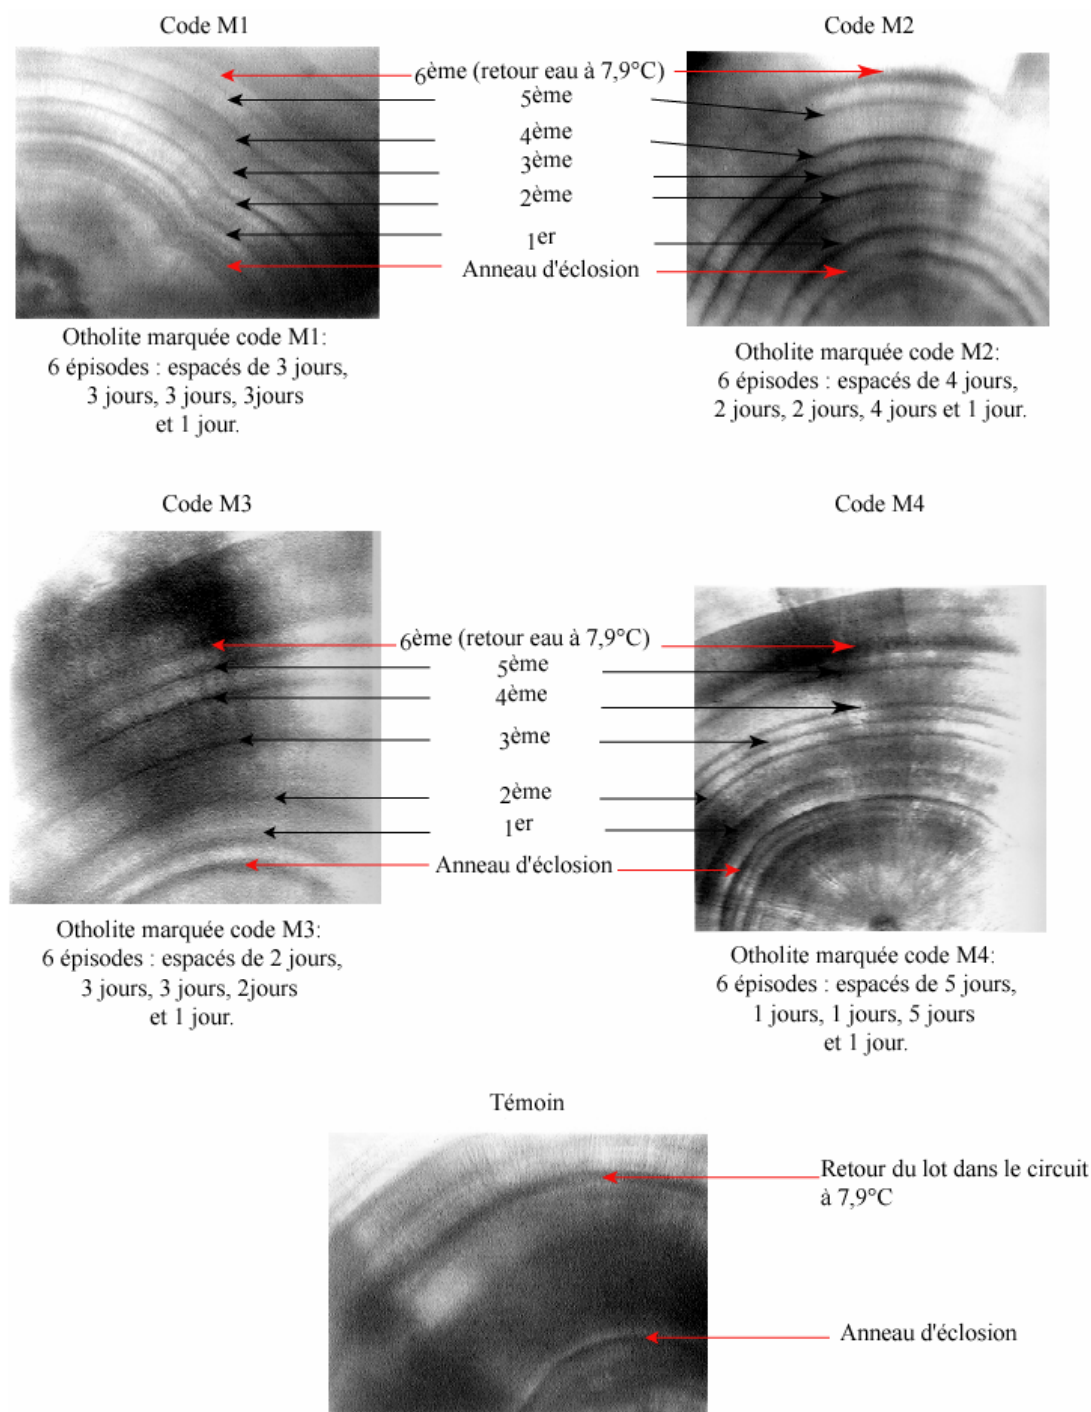 Code M1
Code M2
6ème (retour eau à 7,9°C)
5ème
4ème
3ème
2ème
1er
Anneau d'éclosion
Otholite marquée code M1:
6 épisodes : espacés de 3 jours,
3 jours, 3 jours, 3jours
et 1 jour.
Otholite marquée code M2:
6 épisodes : espacés de 4 jours,
2 jours, 2 jours, 4 jours et 1 jour.
Code M3
Code M4
6ème (retour eau à 7,9°C)
5ème
4ème
3ème
2ème
1er
Anneau d'éclosion
Otholite marquée code M3:
6 épisodes : espacés de 2 jours,
3 jours, 3 jours, 2jours
et 1 jour.
Otholite marquée code M4:
6 épisodes : espacés de 5 jours,
1 jours, 1 jours, 5 jours
et 1 jour.
Témoin
Retour du lot dans le circuit
à 7,9°C
Anneau d'éclosion